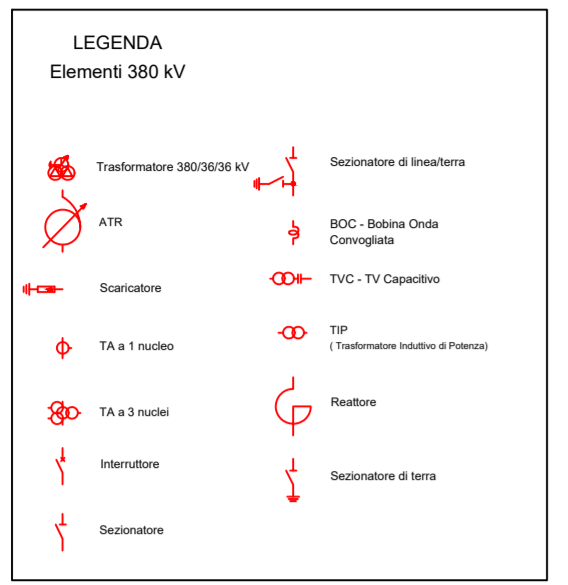 LEGENDA
Elementi 380 kV
Trasformatore 380/36/36 kV
ATR
Scaricatore
TA a 1 nucleo
TA a 3 nuclei
Interruttore
Sezionatore
Sezionatore di linea/terra
BOC - Bobina Onda
Convogliata
TVC - TV Capacitivo
TIP
( Trasformatore Induttivo di Potenza)
Reattore
Sezionatore di terra